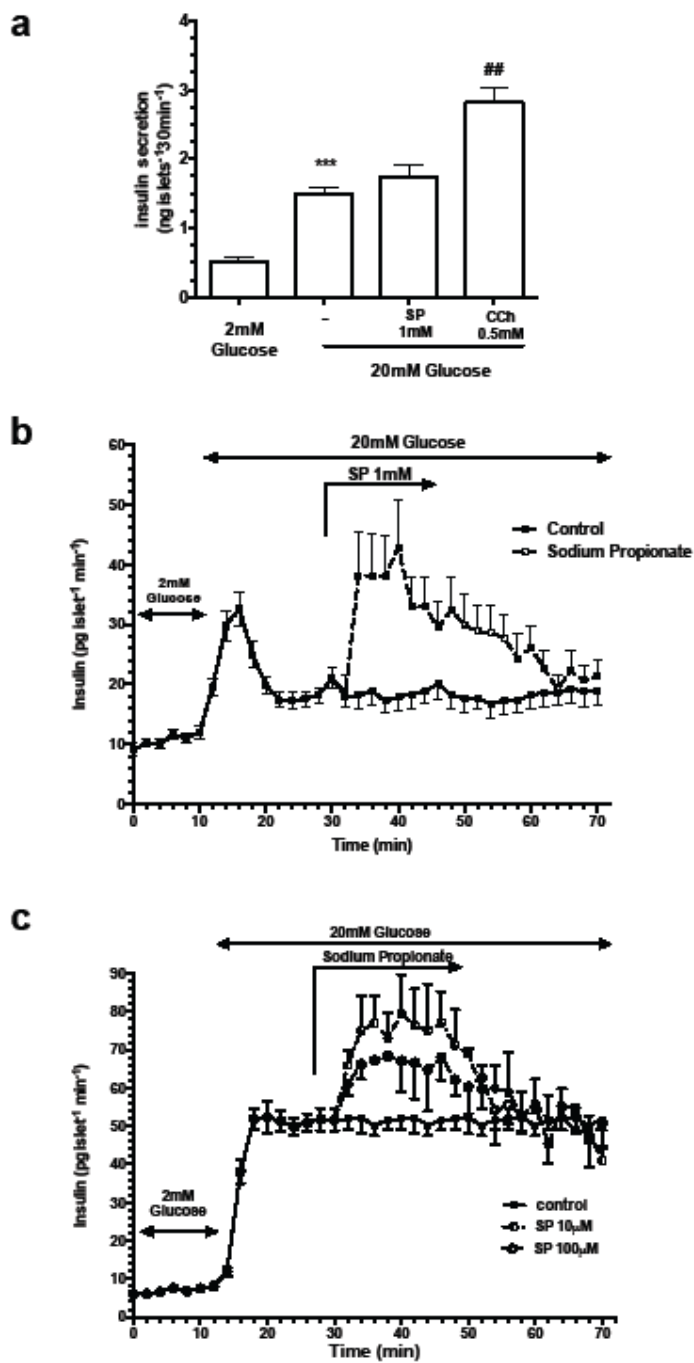 a
insulin secretion
(ng islets⁻¹30min⁻¹)
4
3
2
1
0
***
##
2mM
Glucose
–
SP
1mM
CCh
0.5mM
20mM Glucose
b
Insulin (pg islet⁻¹ min⁻¹)
60
50
40
30
20
10
0
20mM Glucose
SP 1mM
2mM
Glucose
Control
Sodium Propionate
0 10 20 30 40 50 60 70
Time (min)
c
Insulin (pg islet⁻¹ min⁻¹)
90
80
70
60
50
40
30
20
10
0
20mM Glucose
Sodium Propionate
2mM
Glucose
control
SP 10µM
SP 100µM
0 10 20 30 40 50 60 70
Time (min)